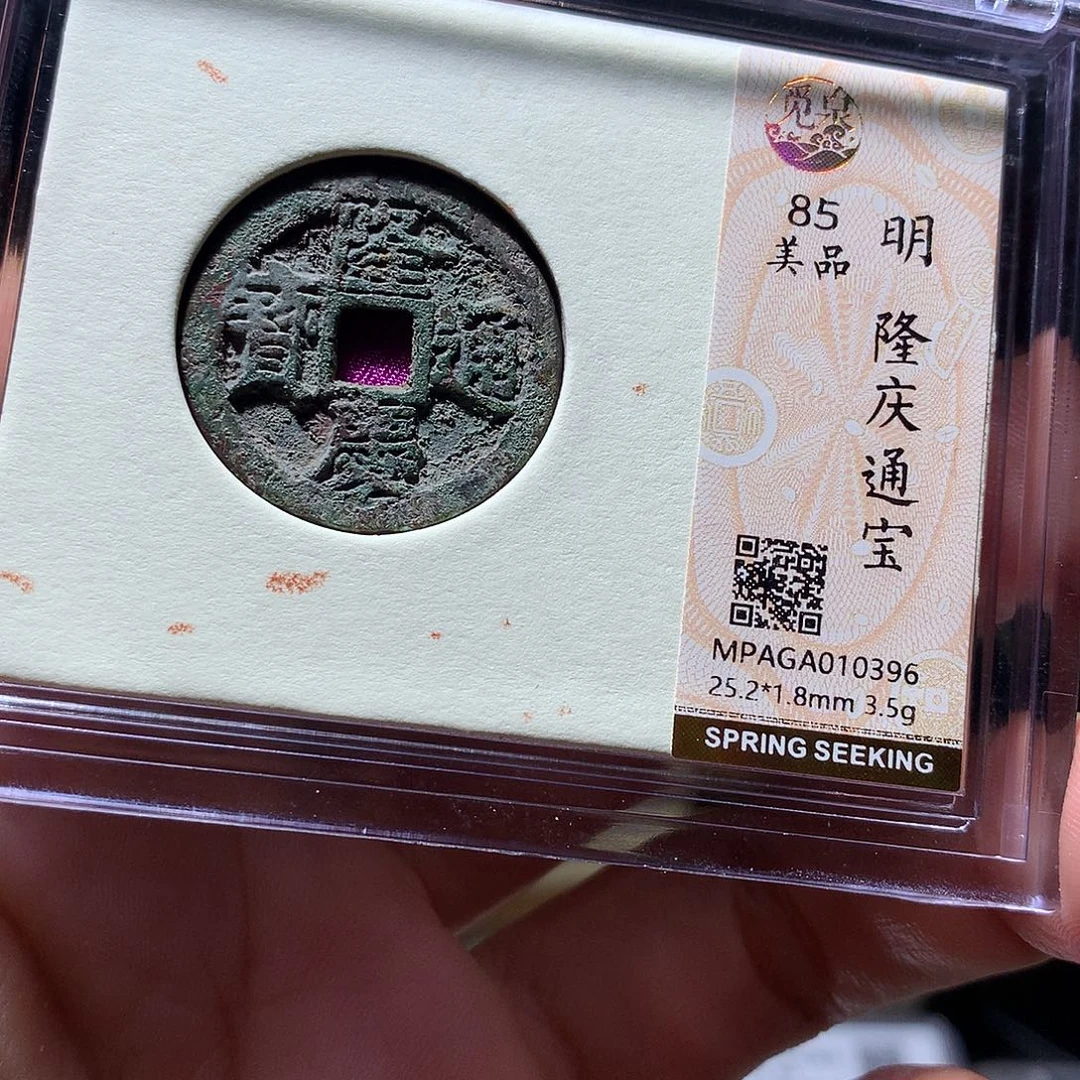 隆慶通寶
覓泉
85
美品
明 隆庆通宝
MPAGA010396
25.2*1.8mm 3.5g
SPRING SEEKING